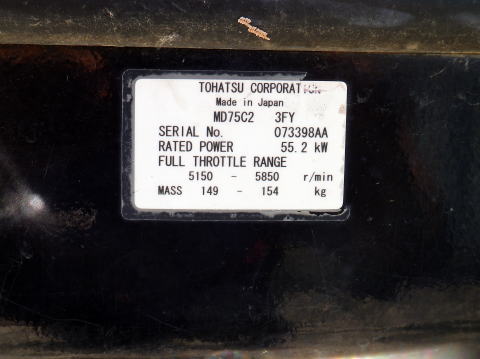 TOHATSU CORPORATION
Made in Japan
MD75C2 3FY
SERIAL No. 073398AA
RATED POWER 55.2 kW
FULL THROTTLE RANGE
5150 - 5850 r/min
MASS 149 - 154 kg